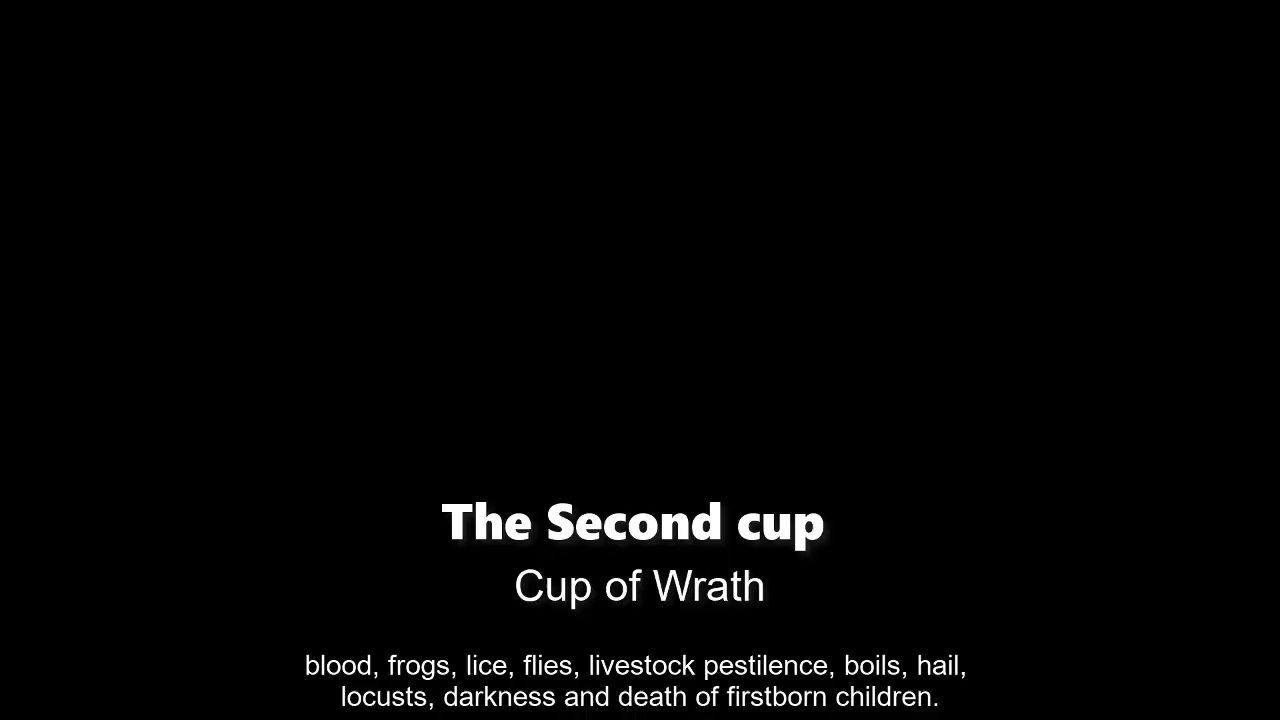 The Second cup
Cup of Wrath
blood, frogs, lice, flies, livestock pestilence, boils, hail,
locusts, darkness and death of firstborn children.